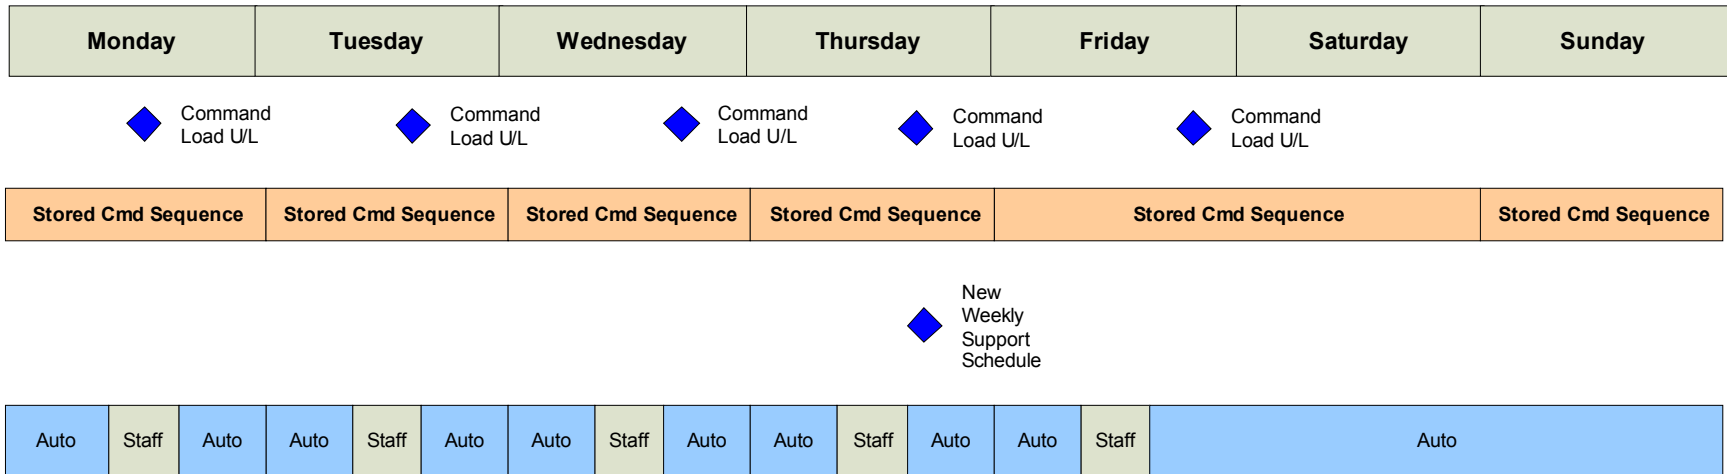 Monday Tuesday Wednesday Thursday Friday Saturday Sunday
Command Command Command Command Command
Load U/L Load U/L Load U/L Load U/L Load U/L
Stored Cmd Sequence Stored Cmd Sequence Stored Cmd Sequence Stored Cmd Sequence Stored Cmd Sequence Stored Cmd Sequence
New
Weekly
Support
Schedule
Auto Staff Auto Auto Staff Auto Auto Staff Auto Auto Staff Auto Auto Staff Auto